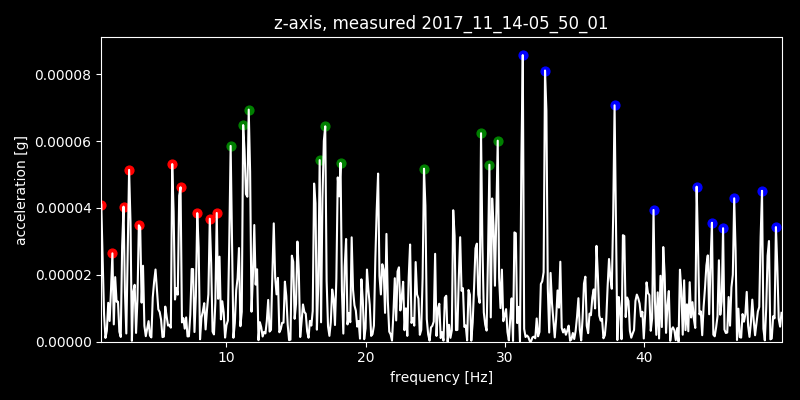 z-axis, measured 2017_11_14-05_50_01
0.00008
0.00006
0.00004
0.00002
0.00000
acceleration [g]
10 20 30 40
frequency [Hz]